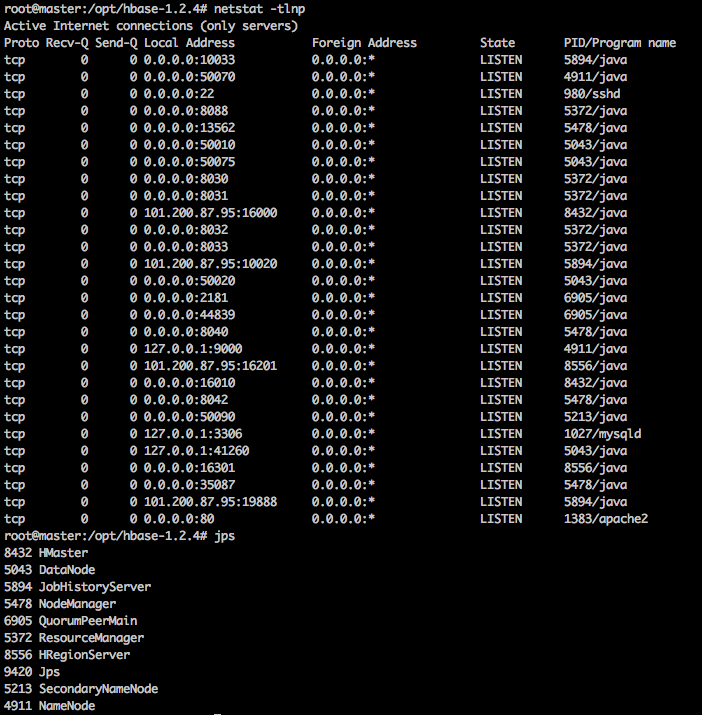 root@master:/opt/hbase-1.2.4# netstat -tlnp
Active Internet connections (only servers)
Proto Recv-Q Send-Q Local Address           Foreign Address         State       PID/Program name
tcp        0      0 0.0.0.0:10033           0.0.0.0:*               LISTEN      5894/java
tcp        0      0 0.0.0.0:50070           0.0.0.0:*               LISTEN      4911/java
tcp        0      0 0.0.0.0:22              0.0.0.0:*               LISTEN      980/sshd
tcp        0      0 0.0.0.0:8088            0.0.0.0:*               LISTEN      5372/java
tcp        0      0 0.0.0.0:13562           0.0.0.0:*               LISTEN      5478/java
tcp        0      0 0.0.0.0:50010           0.0.0.0:*               LISTEN      5043/java
tcp        0      0 0.0.0.0:50075           0.0.0.0:*               LISTEN      5043/java
tcp        0      0 0.0.0.0:8030            0.0.0.0:*               LISTEN      5372/java
tcp        0      0 0.0.0.0:8031            0.0.0.0:*               LISTEN      5372/java
tcp        0      0 101.200.87.95:16000     0.0.0.0:*               LISTEN      8432/java
tcp        0      0 0.0.0.0:8032            0.0.0.0:*               LISTEN      5372/java
tcp        0      0 0.0.0.0:8033            0.0.0.0:*               LISTEN      5372/java
tcp        0      0 101.200.87.95:10020     0.0.0.0:*               LISTEN      5894/java
tcp        0      0 0.0.0.0:50020           0.0.0.0:*               LISTEN      5043/java
tcp        0      0 0.0.0.0:2181            0.0.0.0:*               LISTEN      6905/java
tcp        0      0 0.0.0.0:44839           0.0.0.0:*               LISTEN      6905/java
tcp        0      0 0.0.0.0:8040            0.0.0.0:*               LISTEN      5478/java
tcp        0      0 127.0.0.1:9000          0.0.0.0:*               LISTEN      4911/java
tcp        0      0 101.200.87.95:16201     0.0.0.0:*               LISTEN      8556/java
tcp        0      0 0.0.0.0:16010           0.0.0.0:*               LISTEN      8432/java
tcp        0      0 0.0.0.0:8042            0.0.0.0:*               LISTEN      5478/java
tcp        0      0 0.0.0.0:50090           0.0.0.0:*               LISTEN      5213/java
tcp        0      0 127.0.0.1:3306          0.0.0.0:*               LISTEN      1027/mysqld
tcp        0      0 127.0.0.1:41260         0.0.0.0:*               LISTEN      5043/java
tcp        0      0 0.0.0.0:16301           0.0.0.0:*               LISTEN      8556/java
tcp        0      0 0.0.0.0:35087           0.0.0.0:*               LISTEN      5478/java
tcp        0      0 101.200.87.95:19888     0.0.0.0:*               LISTEN      5894/java
tcp        0      0 0.0.0.0:80              0.0.0.0:*               LISTEN      1383/apache2
root@master:/opt/hbase-1.2.4# jps
8432 HMaster
5043 DataNode
5894 JobHistoryServer
5478 NodeManager
6905 QuorumPeerMain
5372 ResourceManager
8556 HRegionServer
9420 Jps
5213 SecondaryNameNode
4911 NameNode